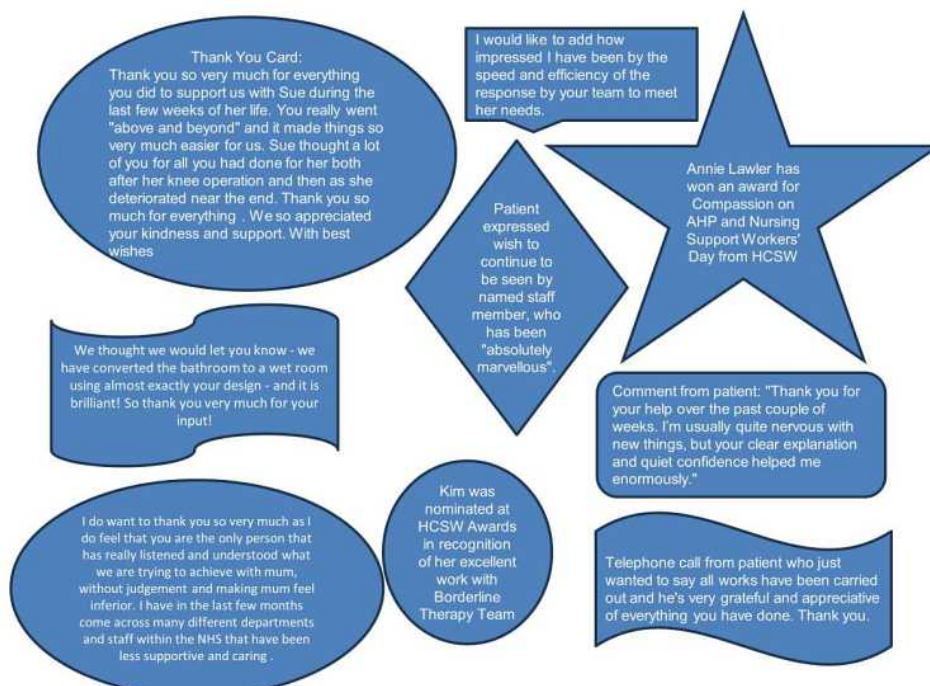 Thank You Card:
Thank you so very much for everything
you did to support us with Sue during the
last few weeks of her life. You really went
"above and beyond" and it made things so
very much easier for us. Sue thought a lot
of you for all you had done for her both
after her knee operation and then as she
deteriorated near the end. Thank you so
much for everything . We so appreciated
your kindness and support. With best
wishes
I would like to add how
impressed I have been by the
speed and efficiency of the
response by your team to meet
her needs.
Annie Lawler has
won an award for
Compassion on
AHP and Nursing
Support Workers'
Day from HCSW
Patient
expressed
wish to
continue to
be seen by
named staff
member, who
has been
"absolutely
marvellous".
We thought we would let you know - we
have converted the bathroom to a wet room
using almost exactly your design - and it is
brilliant! So thank you very much for your
input!
Comment from patient: "Thank you for
your help over the past couple of
weeks. I'm usually quite nervous with
new things, but your clear explanation
and quiet confidence helped me
enormously."
I do want to thank you so very much as I
do feel that you are the only person that
has really listened and understood what
we are trying to achieve with mum,
without judgement and making mum feel
inferior. I have in the last few months
come across many different departments
and staff within the NHS that have been
less supportive and caring .
Kim was
nominated at
HCSW Awards
in recognition
of her excellent
work with
Borderline
Therapy Team
Telephone call from patient who just
wanted to say all works have been carried
out and he's very grateful and appreciative
of everything you have done. Thank you.